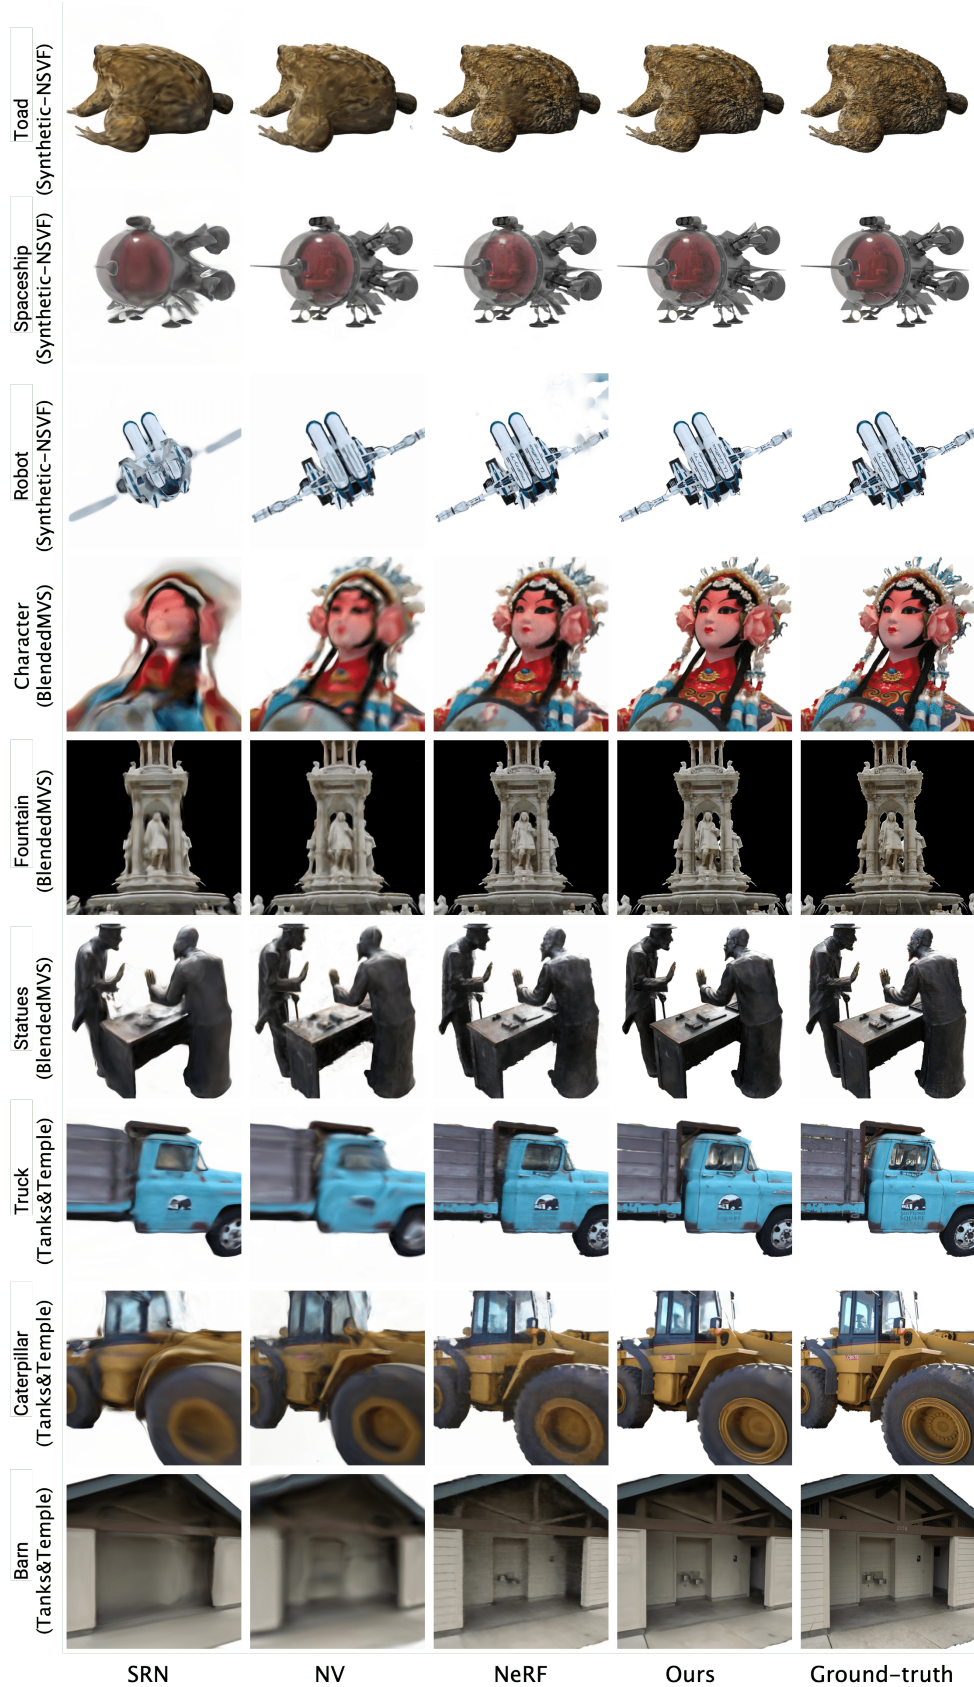 Toad
(Synthetic-NSVF)
Spaceship
(Synthetic-NSVF)
Robot
(Synthetic-NSVF)
Character
(BlendedMVS)
Fountain
(BlendedMVS)
Statues
(BlendedMVS)
Truck
(Tanks&Temple)
SQUARE
Caterpillar
(Tanks&Temple)
Barn
(Tanks&Temple)
SRN
NV
NeRF
Ours
Ground-truth